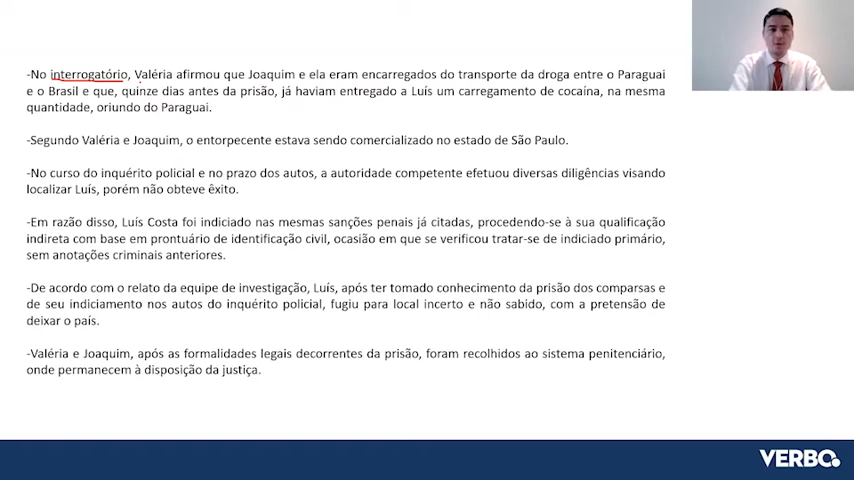 -No interrogatório, Valéria afirmou que Joaquim e ela eram encarregados do transporte da droga entre o Paraguai
e o Brasil e que, quinze dias antes da prisão, já haviam entregado a Luís um carregamento de cocaína, na mesma
quantidade, oriundo do Paraguai.
-Segundo Valéria e Joaquim, o entorpecente estava sendo comercializado no estado de São Paulo.
-No curso do inquérito policial e no prazo dos autos, a autoridade competente efetuou diversas diligências visando
localizar Luís, porém não obteve êxito.
-Em razão disso, Luís Costa foi indiciado nas mesmas sanções penais já citadas, procedendo-se à sua qualificação
indireta com base em prontuário de identificação civil, ocasião em que se verificou tratar-se de indiciado primário,
sem anotações criminais anteriores.
-De acordo com o relato da equipe de investigação, Luís, após ter tomado conhecimento da prisão dos comparsas e
de seu indiciamento nos autos do inquérito policial, fugiu para local incerto e não sabido, com a pretensão de
deixar o país.
-Valéria e Joaquim, após as formalidades legais decorrentes da prisão, foram recolhidos ao sistema penitenciário,
onde permanecem à disposição da justiça.
VERBO